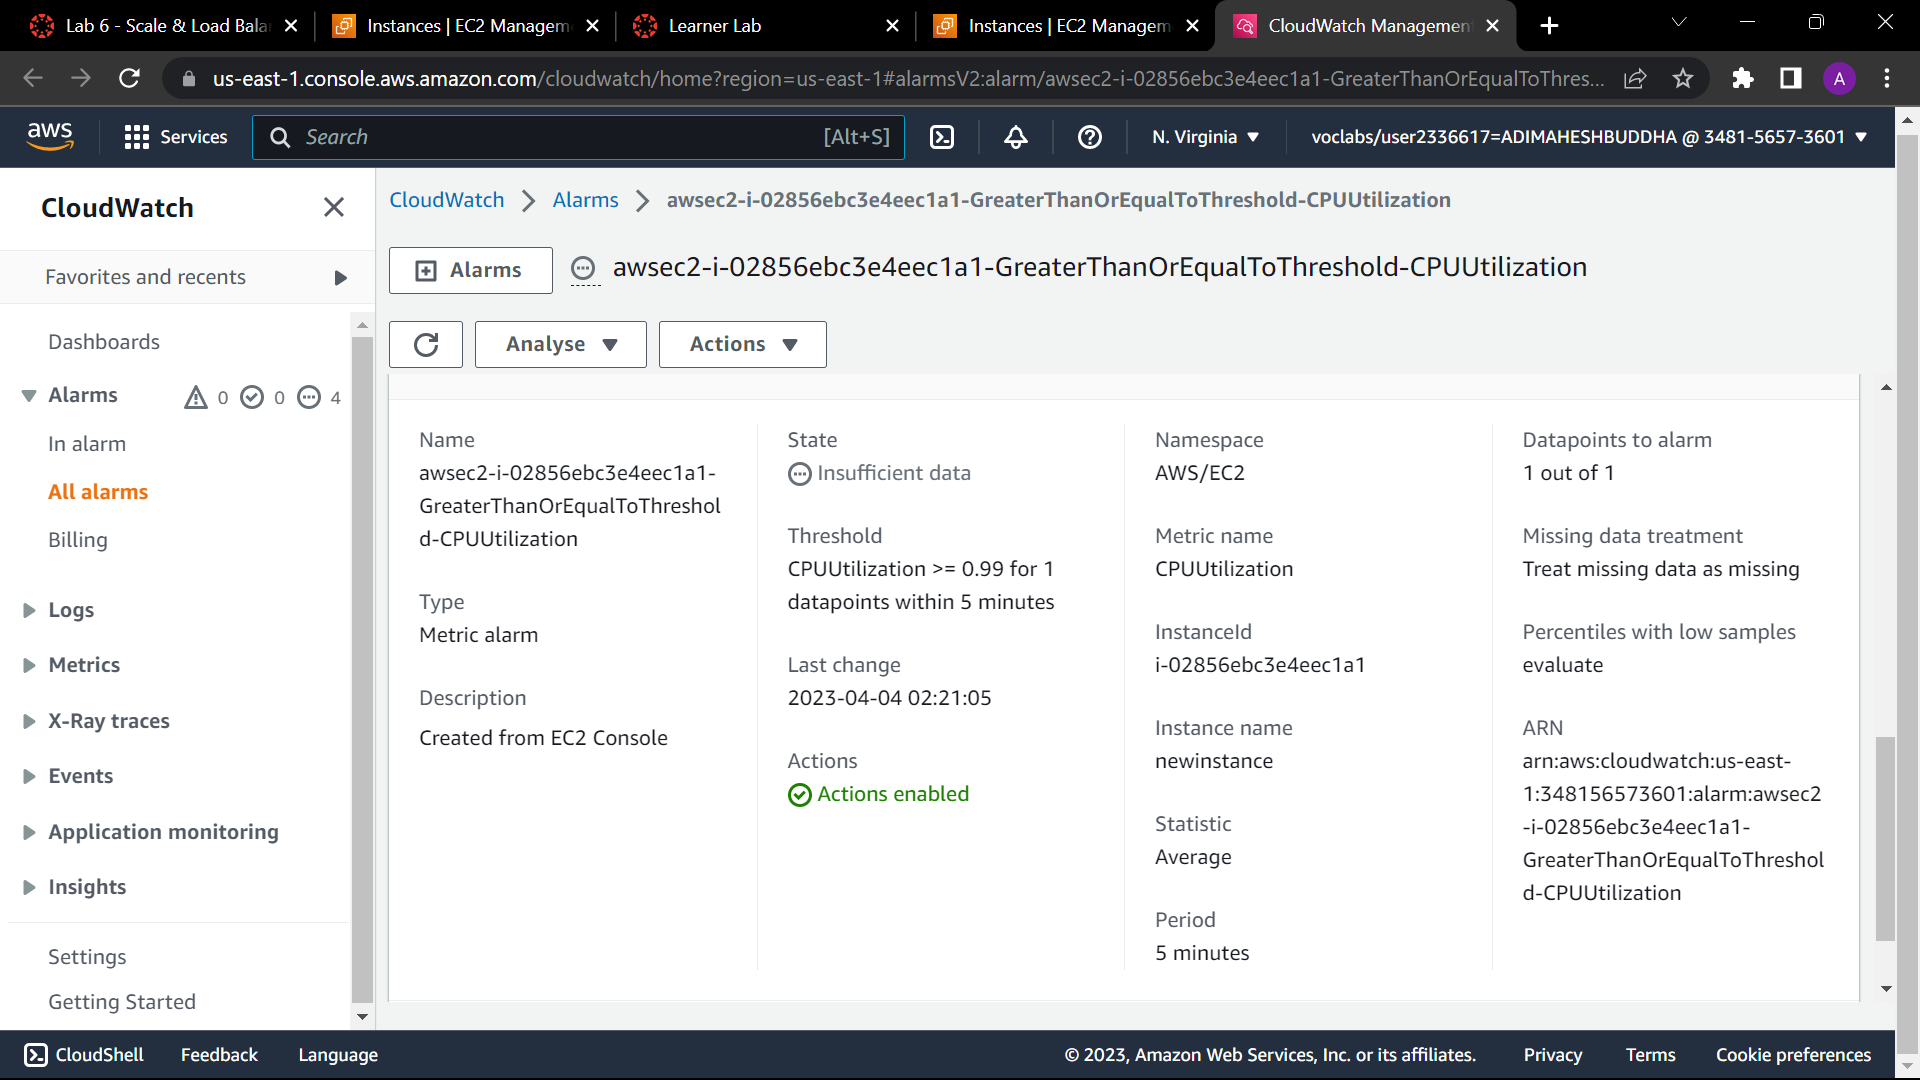 Lab 6 - Scale & Load Bala
Instances | EC2 Managem
Learner Lab
Instances | EC2 Managem
CloudWatch Management
us-east-1.console.aws.amazon.com/cloudwatch/home?region=us-east-1#alarmsV2:alarm/awsec2-i-02856ebc3e4eec1a1-GreaterThanOrEqualToThres...
A
aws
Services
Search
[Alt+S]
N. Virginia
voclabs/user2336617=ADIMAHESHBUDDHA @ 3481-5657-3601
CloudWatch
Favorites and recents
Dashboards
Alarms 0 0 4
In alarm
All alarms
Billing
Logs
Metrics
X-Ray traces
Events
Application monitoring
Insights
Settings
Getting Started
CloudWatch
Alarms
awsec2-i-02856ebc3e4eec1a1-GreaterThanOrEqualToThreshold-CPUUtilization
Alarms
awsec2-i-02856ebc3e4eec1a1-GreaterThanOrEqualToThreshold-CPUUtilization
Analyse
Actions
Name
awsec2-i-02856ebc3e4eec1a1-
GreaterThanOrEqualToThreshol
d-CPUUtilization
Type
Metric alarm
Description
Created from EC2 Console
State
Insufficient data
Threshold
CPUUtilization >= 0.99 for 1
datapoints within 5 minutes
Last change
2023-04-04 02:21:05
Actions
Actions enabled
Namespace
AWS/EC2
Metric name
CPUUtilization
InstanceId
i-02856ebc3e4eec1a1
Instance name
newinstance
Statistic
Average
Period
5 minutes
Datapoints to alarm
1 out of 1
Missing data treatment
Treat missing data as missing
Percentiles with low samples
evaluate
ARN
arn:aws:cloudwatch:us-east-
1:348156573601:alarm:awsec2
-i-02856ebc3e4eec1a1-
GreaterThanOrEqualToThreshol
d-CPUUtilization
CloudShell
Feedback
Language
© 2023, Amazon Web Services, Inc. or its affiliates.
Privacy
Terms
Cookie preferences